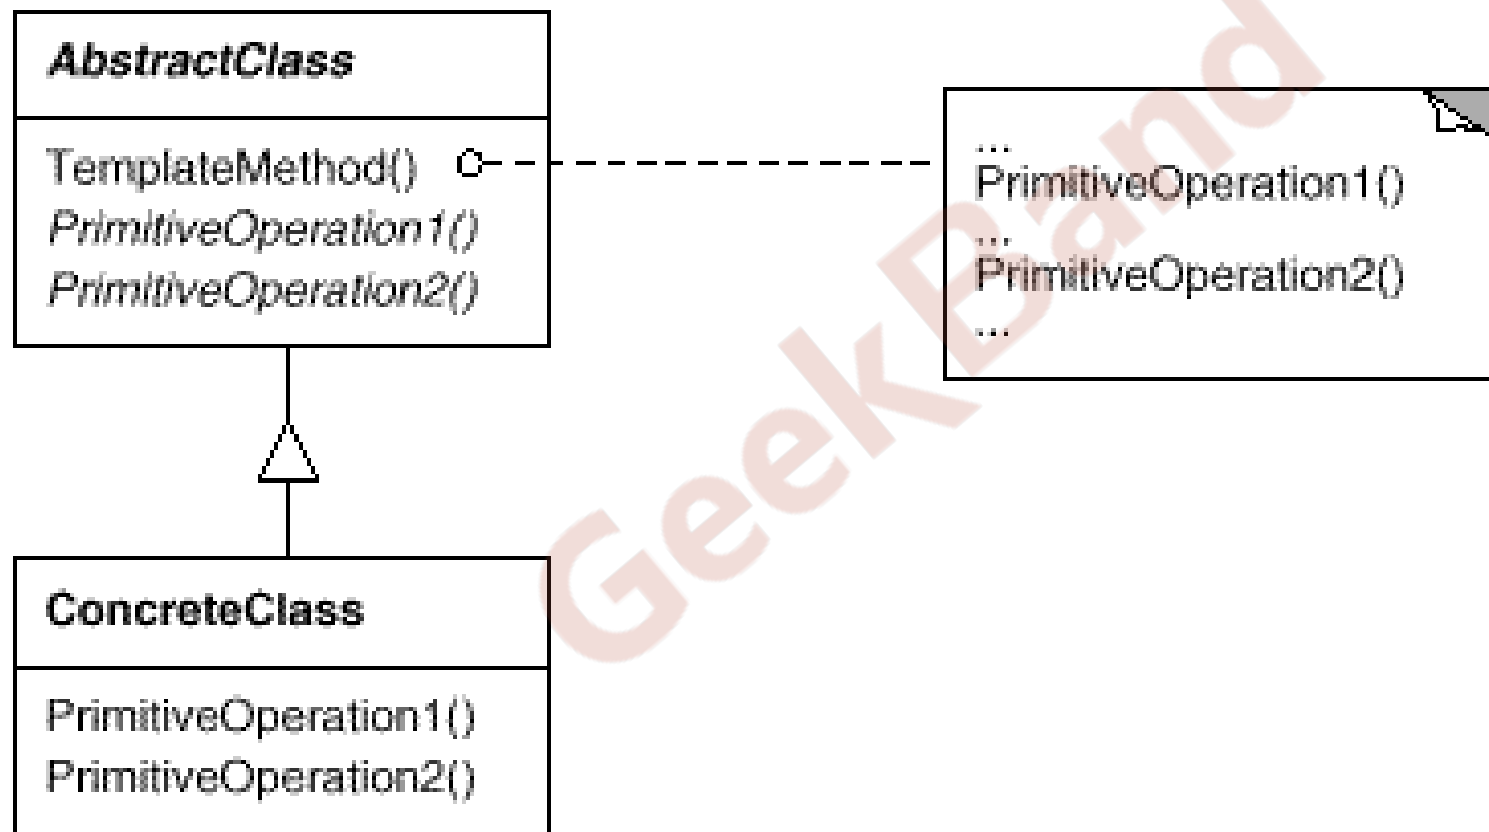 AbstractClass
TemplateMethod()
PrimitiveOperation1()
PrimitiveOperation2()
...
PrimitiveOperation1()
...
PrimitiveOperation2()
...
ConcreteClass
PrimitiveOperation1()
PrimitiveOperation2()
GeekBand